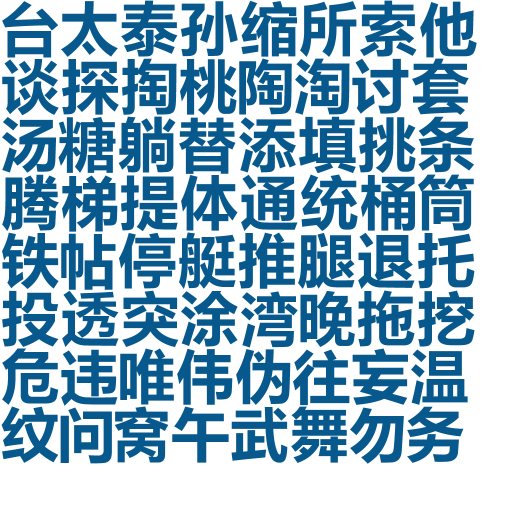 台太泰孙缩所索他
谈探掏桃陶淘讨套
汤糖躺替添填挑条
腾梯提体通统桶筒
铁帖停艇推腿退托
投透突涂湾晚拖挖
危违唯伟伪往妄温
纹问窝午武舞勿务